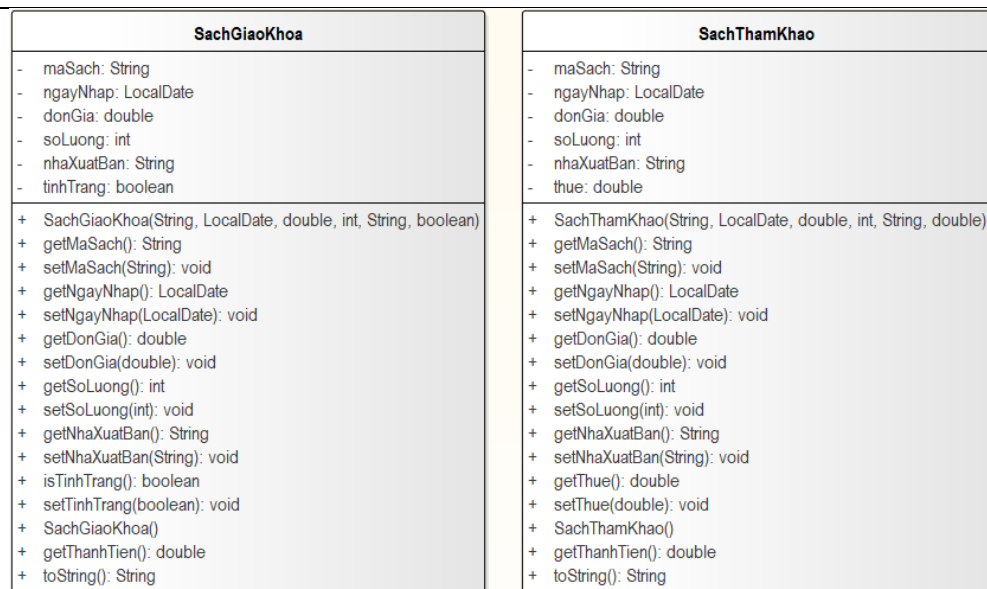 SachGiaoKhoa
- maSach: String
- ngayNhap: LocalDate
- donGia: double
- soLuong: int
- nhaXuatBan: String
- tinhTrang: boolean
+ SachGiaoKhoa(String, LocalDate, double, int, String, boolean)
+ getMaSach(): String
+ setMaSach(String): void
+ getNgayNhap(): LocalDate
+ setNgayNhap(LocalDate): void
+ getDonGia(): double
+ setDonGia(double): void
+ getSoLuong(): int
+ setSoLuong(int): void
+ getNhaXuatBan(): String
+ setNhaXuatBan(String): void
+ isTinhTrang(): boolean
+ setTinhTrang(boolean): void
+ SachGiaoKhoa()
+ getThanhTien(): double
+ toString(): String
SachThamKhao
- maSach: String
- ngayNhap: LocalDate
- donGia: double
- soLuong: int
- nhaXuatBan: String
- thue: double
+ SachThamKhao(String, LocalDate, double, int, String, double)
+ getMaSach(): String
+ setMaSach(String): void
+ getNgayNhap(): LocalDate
+ setNgayNhap(LocalDate): void
+ getDonGia(): double
+ setDonGia(double): void
+ getSoLuong(): int
+ setSoLuong(int): void
+ getNhaXuatBan(): String
+ setNhaXuatBan(String): void
+ getThue(): double
+ setThue(double): void
+ SachThamKhao()
+ getThanhTien(): double
+ toString(): String